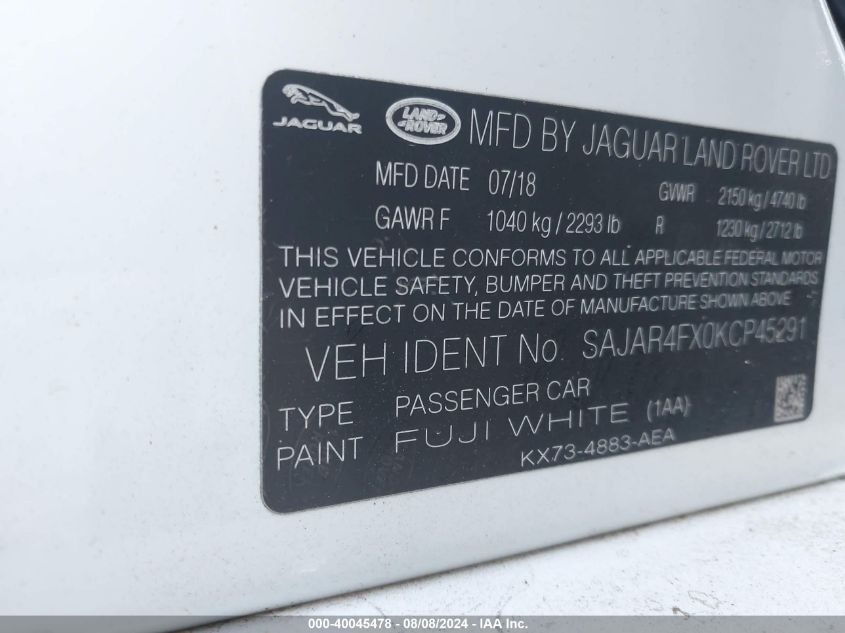 JAGUAR
LAND ROVER
MFD BY JAGUAR LAND ROVER LTD
MFD DATE 07/18 GVWR 2150 kg / 4740 lb
GAWR F 1040 kg / 2293 lb R 1230 kg / 2712 lb
THIS VEHICLE CONFORMS TO ALL APPLICABLE FEDERAL MOTOR
VEHICLE SAFETY, BUMPER AND THEFT PREVENTION STANDARDS
IN EFFECT ON THE DATE OF MANUFACTURE SHOWN ABOVE
VEH IDENT No. SAJAR4FX0KCP45291
TYPE PASSENGER CAR
PAINT FUJI WHITE (1AA)
KX73-4883-AEA
000-40045478 - 08/08/2024 - IAA Inc.